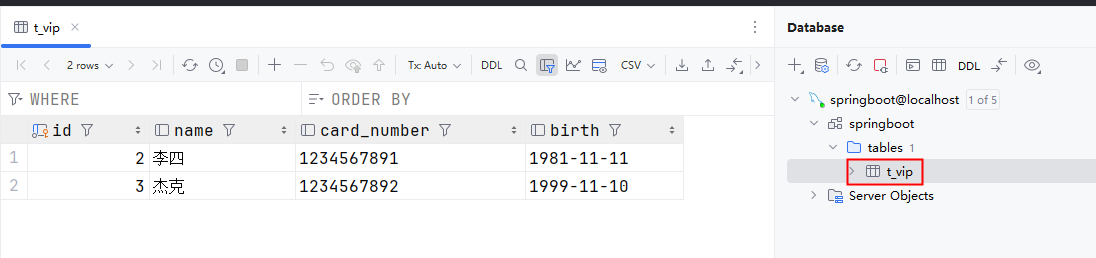 t_vip
Database
2 rows
Tx: Auto
DDL
CSV
DDL
WHERE
ORDER BY
springboot@localhost 1 of 5
springboot
tables 1
t_vip
Server Objects
id name card_number birth
1 2 李四 1234567891 1981-11-11
2 3 杰克 1234567892 1999-11-10